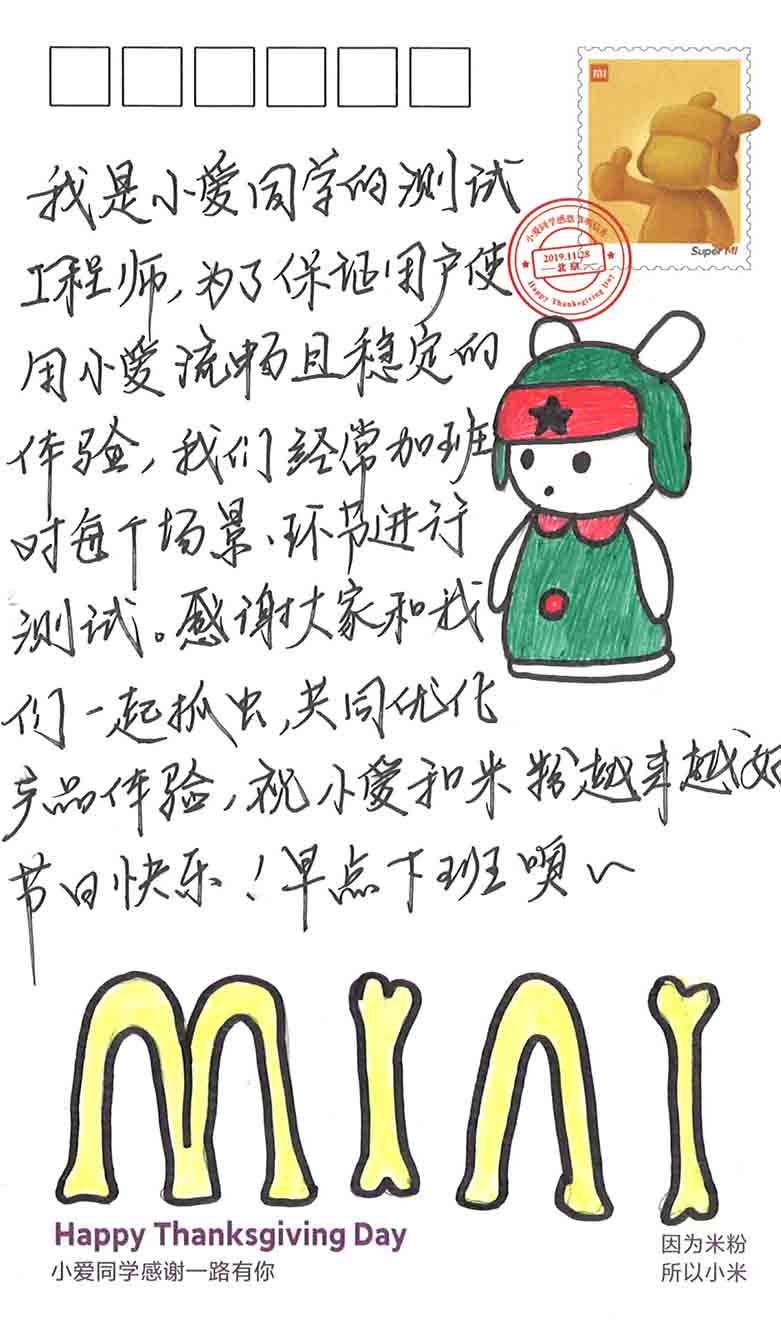 MI
Super MI
小爱同学感恩节明信片
2019.11.28
北京
Happy Thanksgiving Day
我是小爱同学的测试
工程师,为了保证用户使
用小爱流畅且稳定的
体验,我们经常加班
对每个场景、环节进行
测试。感谢大家和我
们一起抓虫,共同优化
产品体验,祝小爱和米粉越来越好
节日快乐!早点下班呗~
MINI
Happy Thanksgiving Day
小爱同学感谢一路有你
因为米粉
所以小米